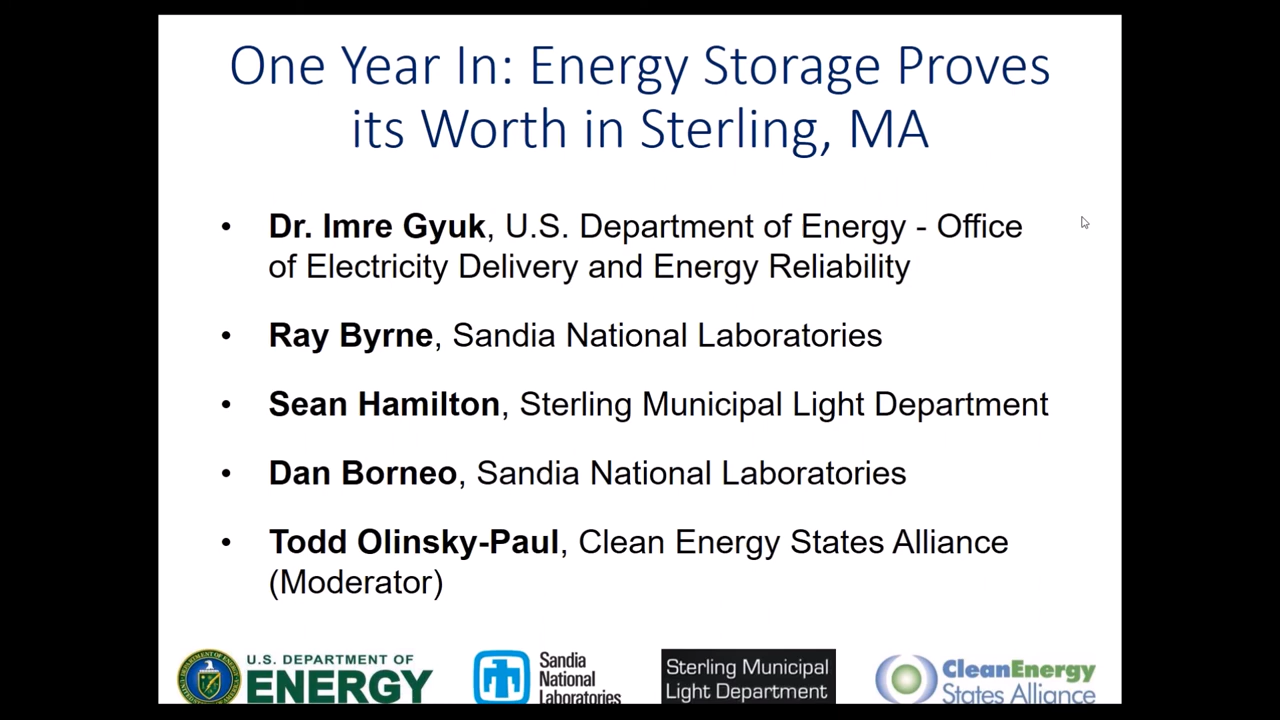 One Year In: Energy Storage Proves
its Worth in Sterling, MA
• Dr. Imre Gyuk, U.S. Department of Energy - Office
of Electricity Delivery and Energy Reliability
• Ray Byrne, Sandia National Laboratories
• Sean Hamilton, Sterling Municipal Light Department
• Dan Borneo, Sandia National Laboratories
• Todd Olinsky-Paul, Clean Energy States Alliance
(Moderator)
U.S. DEPARTMENT OF
ENERGY
Sandia
National
Laboratories
Sterling Municipal
Light Department
CleanEnergy
States Alliance